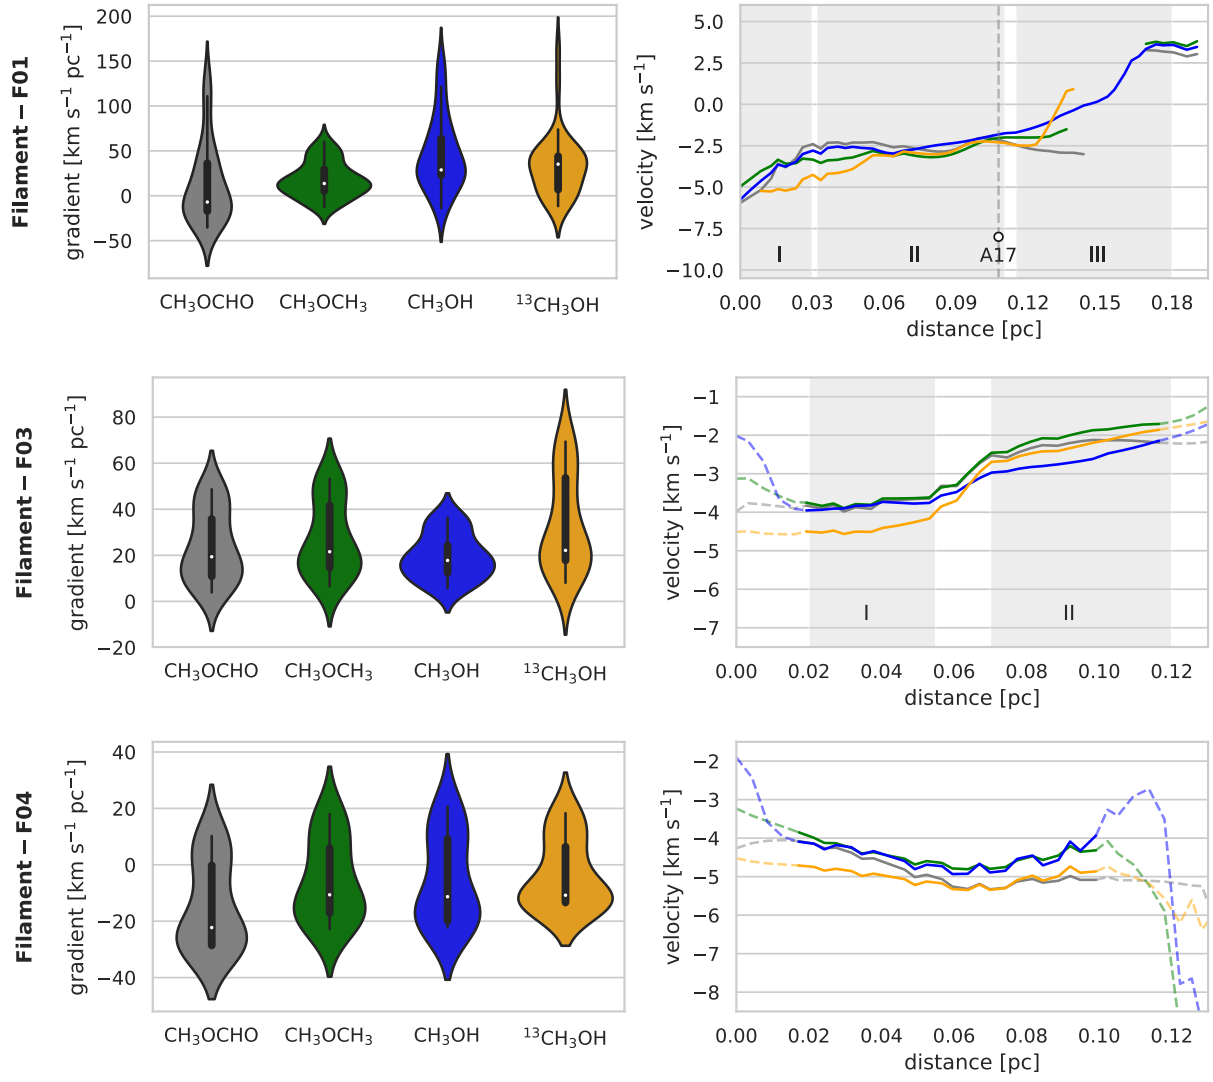 Filament − F01
gradient [km s⁻¹ pc⁻¹]
200
150
100
50
0
−50
CH₃OCHO CH₃OCH₃ CH₃OH ¹³CH₃OH
velocity [km s⁻¹]
5.0
2.5
0.0
−2.5
−5.0
−7.5
−10.0
I II A17 III
0.00 0.03 0.06 0.09 0.12 0.15 0.18
distance [pc]
Filament − F03
gradient [km s⁻¹ pc⁻¹]
80
60
40
20
0
−20
CH₃OCHO CH₃OCH₃ CH₃OH ¹³CH₃OH
velocity [km s⁻¹]
−1
−2
−3
−4
−5
−6
−7
I II
0.00 0.02 0.04 0.06 0.08 0.10 0.12
distance [pc]
Filament − F04
gradient [km s⁻¹ pc⁻¹]
40
20
0
−20
−40
CH₃OCHO CH₃OCH₃ CH₃OH ¹³CH₃OH
velocity [km s⁻¹]
−2
−3
−4
−5
−6
−7
−8
0.00 0.02 0.04 0.06 0.08 0.10 0.12
distance [pc]